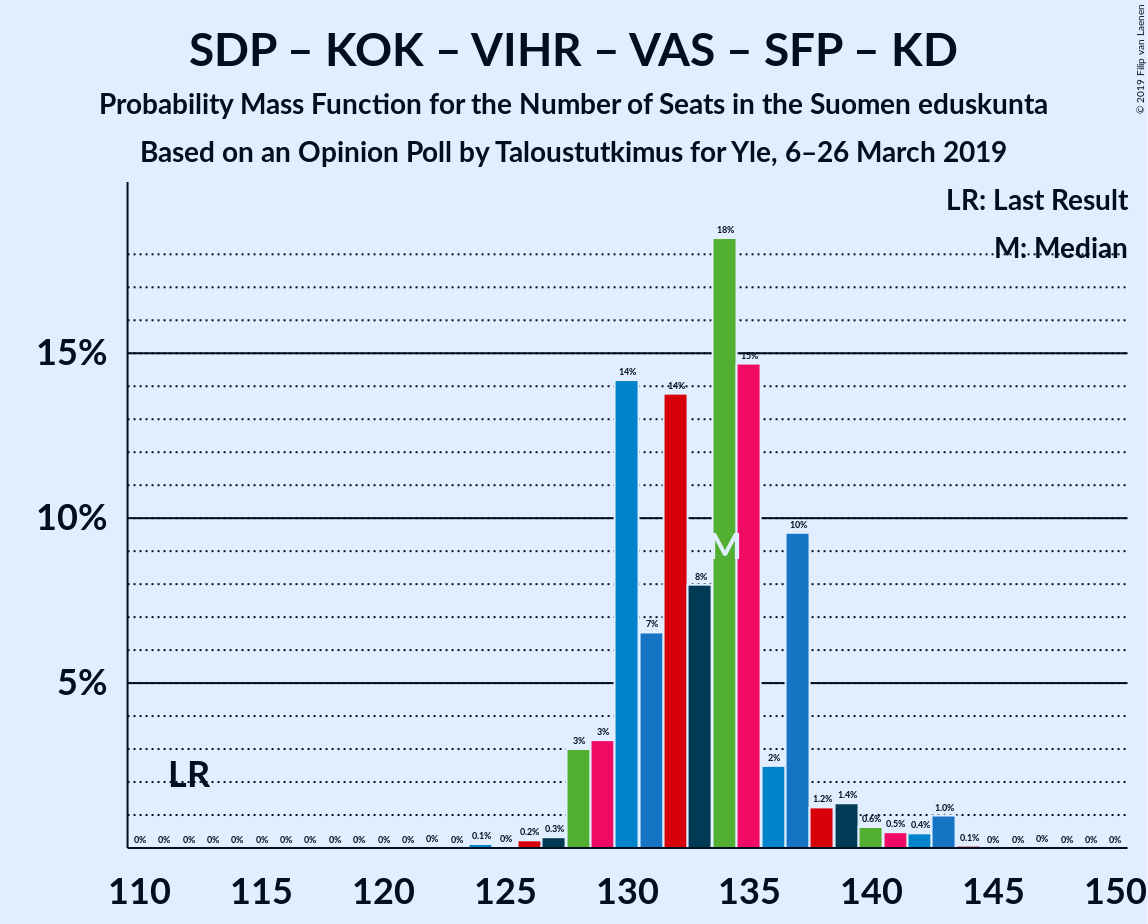 SDP – KOK – VIHR – VAS – SFP – KD
Probability Mass Function for the Number of Seats in the Suomen eduskunta
Based on an Opinion Poll by Taloustutkimus for Yle, 6–26 March 2019
© 2019 Filip van Laenen
LR: Last Result
M: Median
15%
10%
5%
LR
M
0% 0% 0% 0% 0% 0% 0% 0% 0% 0% 0% 0% 0% 0% 0.1% 0% 0.2% 0.3% 3% 3% 14% 7% 14% 8% 18% 15% 2% 10% 1.2% 1.4% 0.6% 0.5% 0.4% 1.0% 0.1% 0% 0% 0% 0% 0% 0%
110 115 120 125 130 135 140 145 150